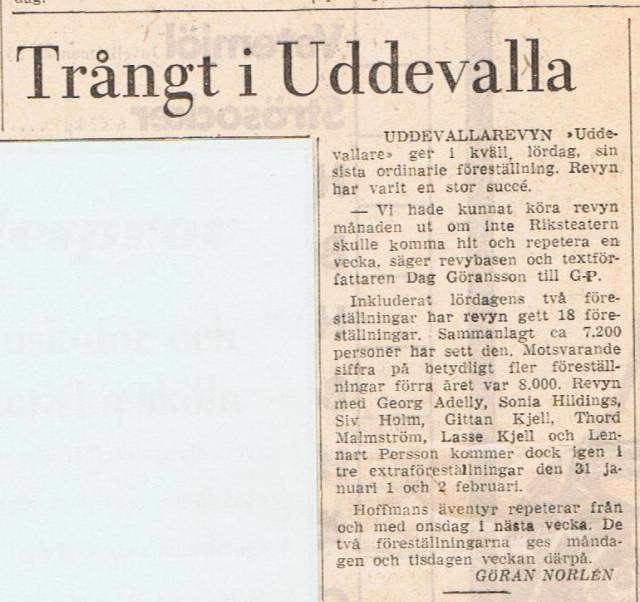 Trångt i Uddevalla
UDDEVALLAREVYN »Udde-
vallare» ger i kväll, lördag, sin
sista ordinarie föreställning. Revyn
har varit en stor succé.
— Vi hade kunnat köra revyn
månaden ut om inte Riksteatern
skulle komma hit och repetera en
vecka, säger revybasen och textför-
fattaren Dag Göransson till G-P.
Inkluderat lördagens två före-
ställningar har revyn gett 18 före-
ställningar. Sammanlagt ca 7.200
personer har sett den. Motsvarande
siffra på betydligt fler föreställ-
ningar förra året var 8.000. Revyn
med Georg Adelly, Sonia Hildings,
Siv Holm, Gittan Kjell, Thord
Malmström, Lasse Kjell och Len-
nart Persson kommer dock igen i
tre extraföreställningar den 31 ja-
nuari 1 och 2 februari.
Hoffmans äventyr repeterar från
och med onsdag i nästa vecka. De
två föreställningarna ges månda-
gen och tisdagen veckan därpå.
GÖRAN NORLÉN